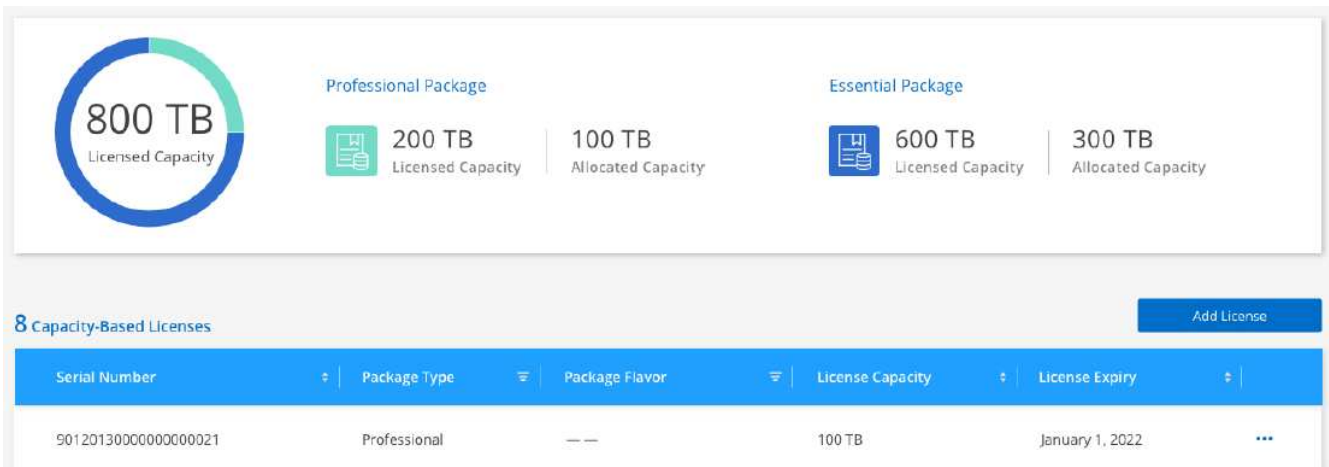 800 TB
Licensed Capacity
Professional Package
200 TB
Licensed Capacity
100 TB
Allocated Capacity
Essential Package
600 TB
Licensed Capacity
300 TB
Allocated Capacity
8 Capacity-Based Licenses
Add License
Serial Number Package Type Package Flavor License Capacity License Expiry
90120130000000000021 Professional — — 100 TB January 1, 2022 •••